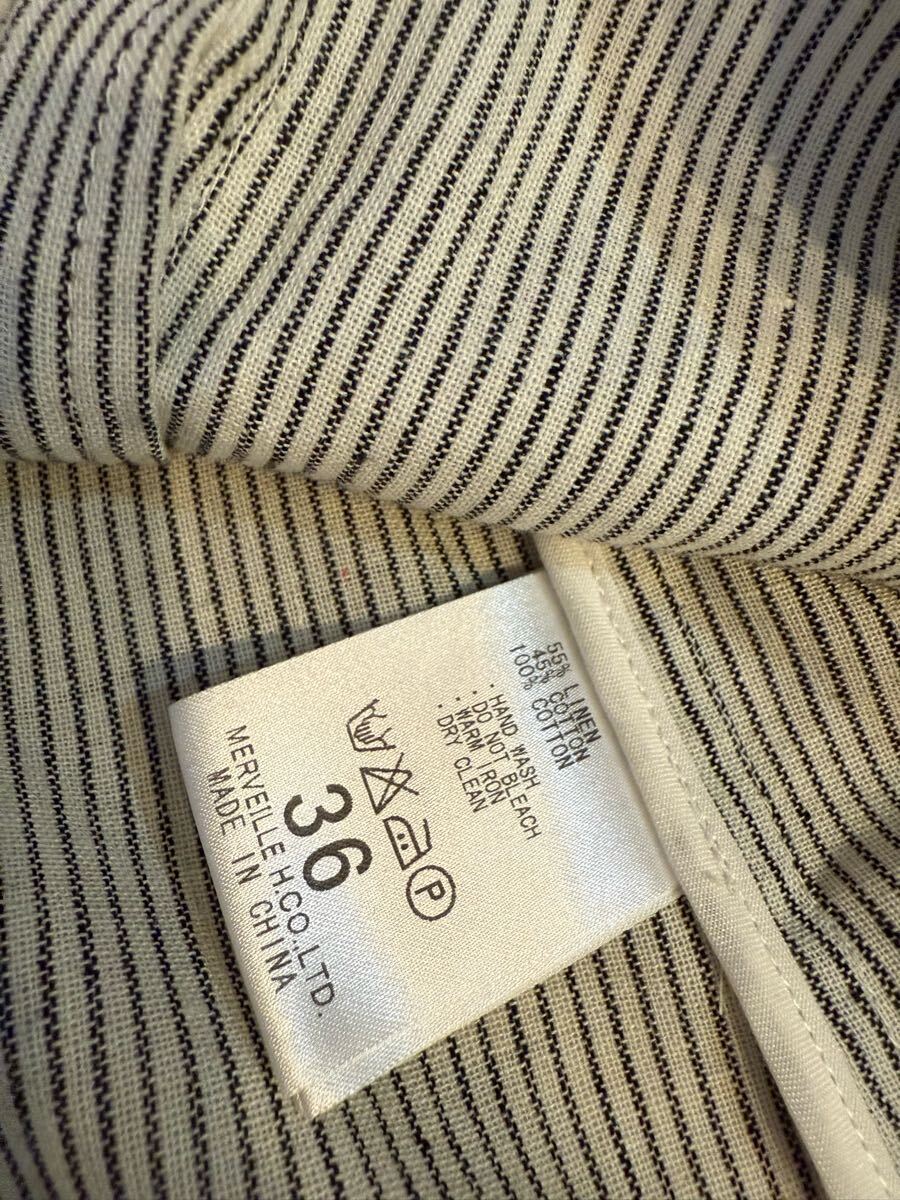 55% LINEN
45% COTTON
100% COTTON
· HAND WASH
DO NOT BLEACH
· WARM IRON
· DRY CLEAN
P
36
MERVEILLE H.CO.,LTD.
MADE IN CHINA